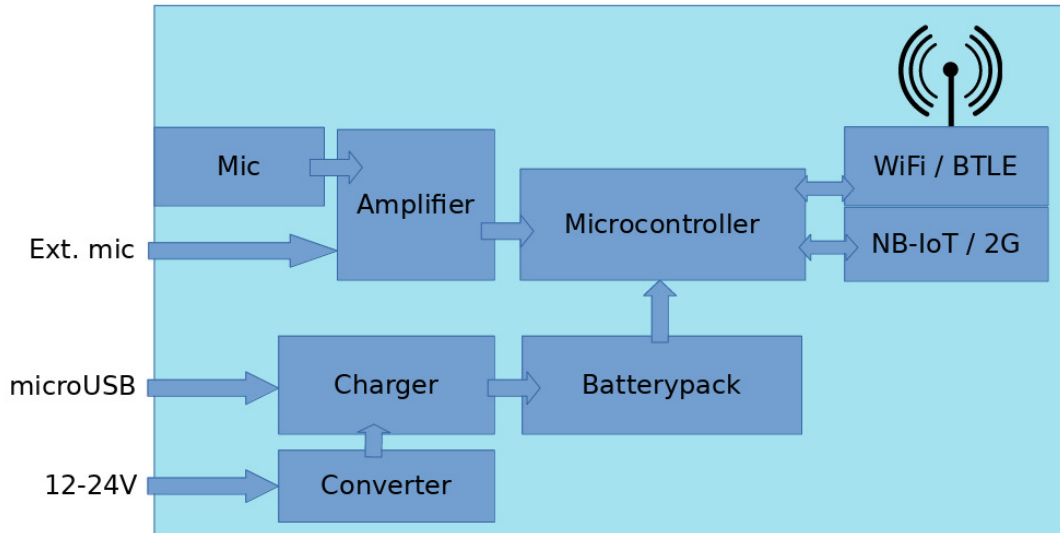 Mic
WiFi / BTLE
Amplifier
Microcontroller
Ext. mic
NB-IoT / 2G
microUSB
Charger
Batterypack
12-24V
Converter